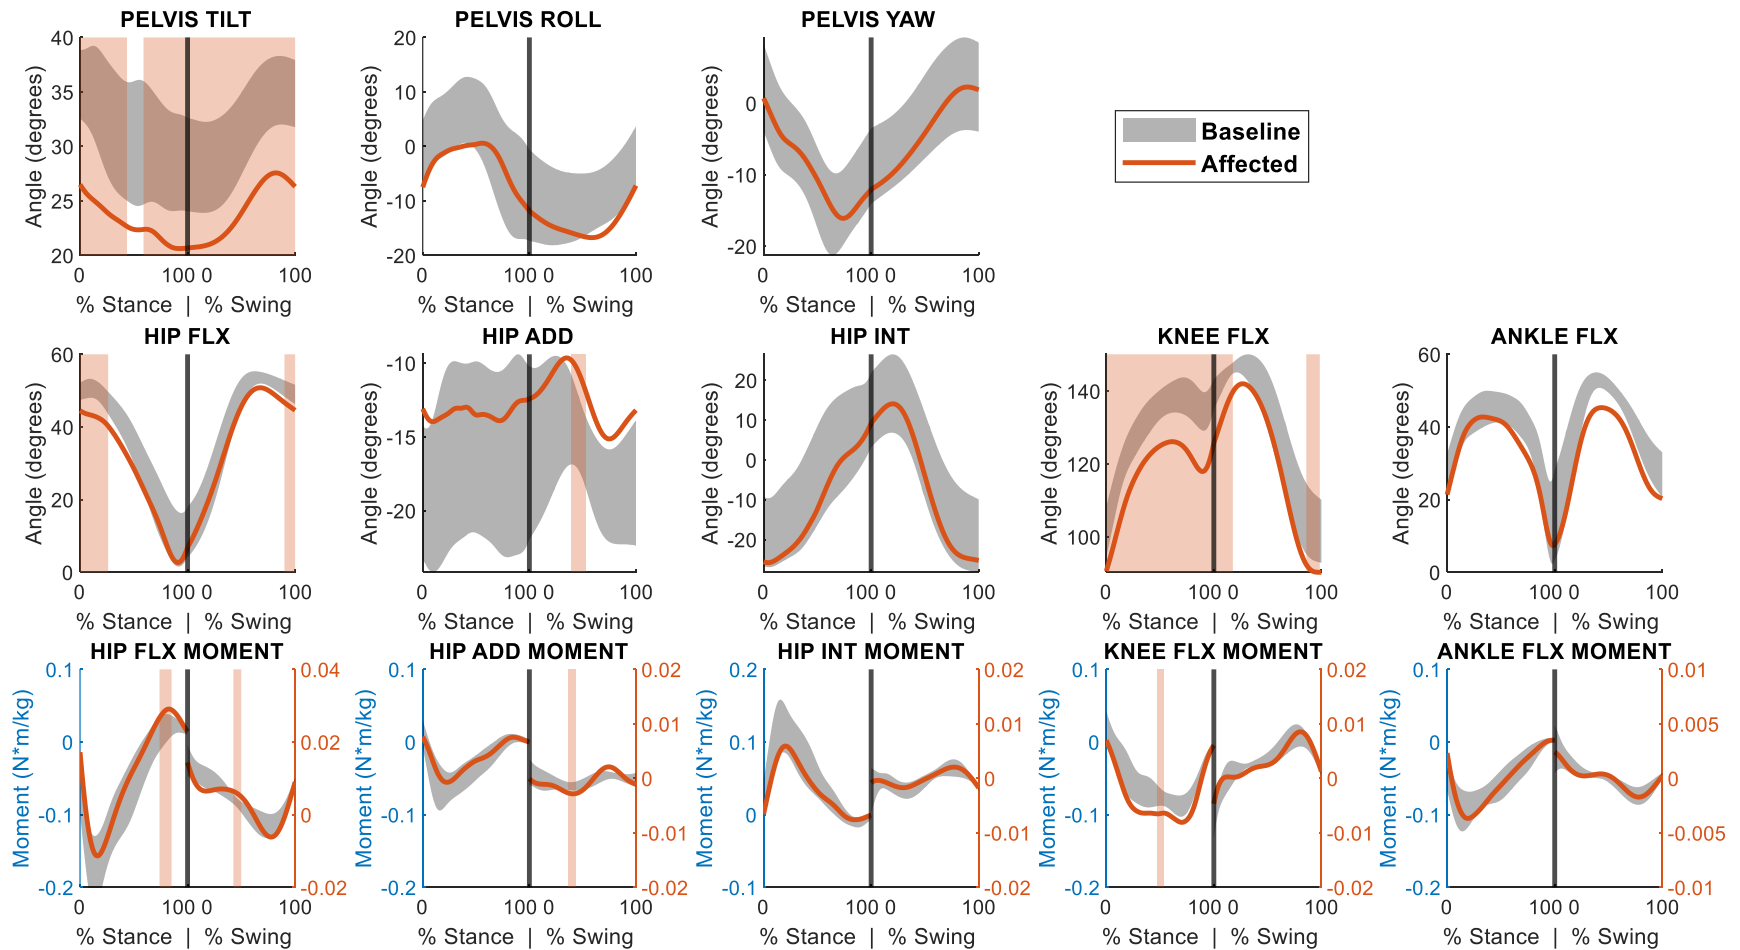 PELVIS TILT
40
35
30
25
20
Angle (degrees)
0
100 0
100
% Stance | % Swing
PELVIS ROLL
20
10
0
-10
-20
Angle (degrees)
0
100 0
100
% Stance | % Swing
PELVIS YAW
0
-10
-20
Angle (degrees)
0
100 0
100
% Stance | % Swing
Baseline
Affected
HIP FLX
60
40
20
0
Angle (degrees)
0
100 0
100
% Stance | % Swing
HIP ADD
-10
-15
-20
Angle (degrees)
0
100 0
100
% Stance | % Swing
HIP INT
20
10
0
-10
-20
Angle (degrees)
0
100 0
100
% Stance | % Swing
KNEE FLX
140
120
100
Angle (degrees)
0
100 0
100
% Stance | % Swing
ANKLE FLX
60
40
20
0
Angle (degrees)
0
100 0
100
% Stance | % Swing
HIP FLX MOMENT
0.1
0
-0.1
-0.2
Moment (N*m/kg)
0.04
0.02
0
-0.02
0
100 0
100
% Stance | % Swing
HIP ADD MOMENT
0.1
0
-0.1
-0.2
Moment (N*m/kg)
0.02
0.01
0
-0.01
-0.02
0
100 0
100
% Stance | % Swing
HIP INT MOMENT
0.2
0.1
0
-0.1
Moment (N*m/kg)
0.02
0.01
0
-0.01
-0.02
0
100 0
100
% Stance | % Swing
KNEE FLX MOMENT
0.1
0
-0.1
-0.2
Moment (N*m/kg)
0.02
0.01
0
-0.01
-0.02
0
100 0
100
% Stance | % Swing
ANKLE FLX MOMENT
0.1
0
-0.1
-0.2
Moment (N*m/kg)
0.01
0.005
0
-0.005
-0.01
0
100 0
100
% Stance | % Swing